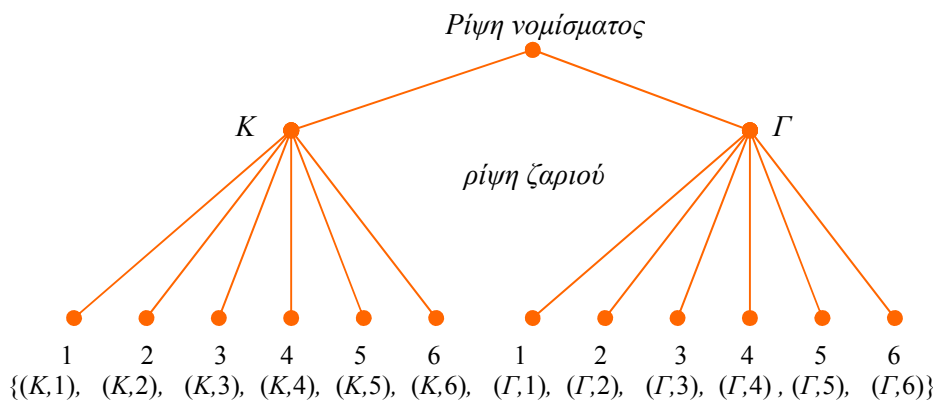 Ρίψη νομίσματος
Κ Γ
ρίψη ζαριού
1 2 3 4 5 6 1 2 3 4 5 6
{(Κ,1), (Κ,2), (Κ,3), (Κ,4), (Κ,5), (Κ,6), (Γ,1), (Γ,2), (Γ,3), (Γ,4) , (Γ,5), (Γ,6)}